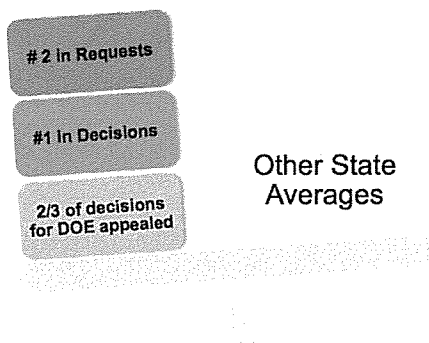 # 2 in Requests
#1 in Decisions
2/3 of decisions
for DOE appealed
Other State
Averages